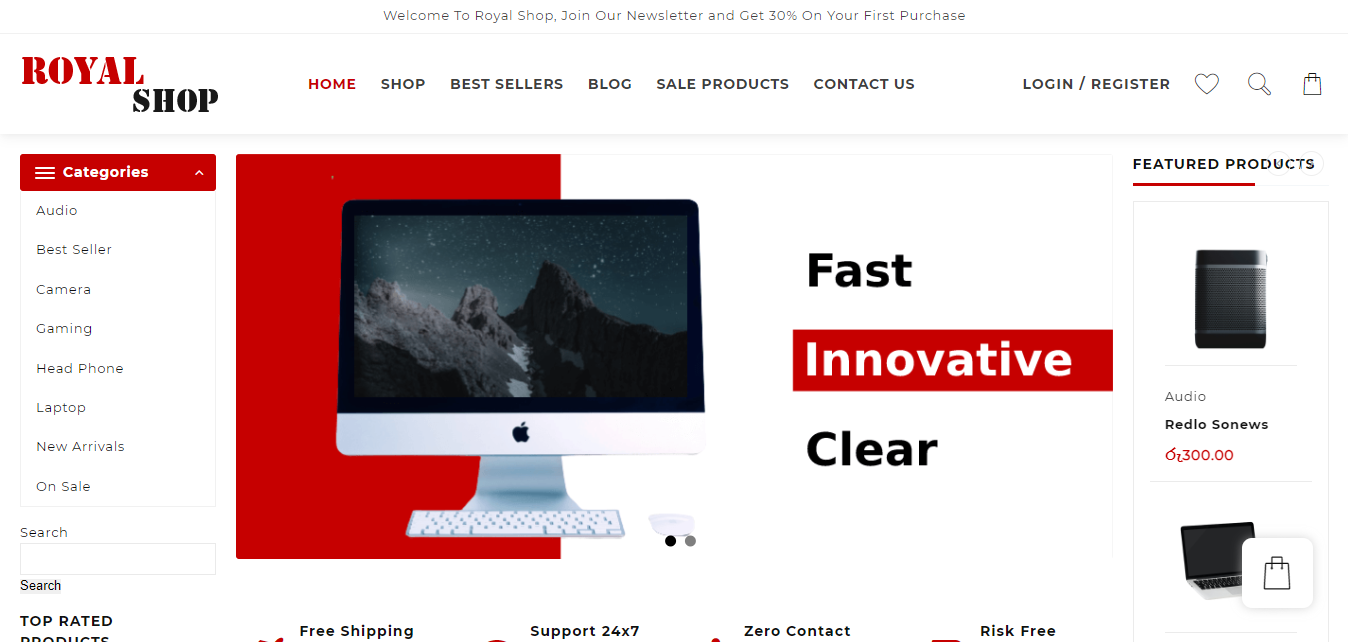 Welcome To Royal Shop, Join Our Newsletter and Get 30% On Your First Purchase
ROYAL
SHOP
HOME SHOP BEST SELLERS BLOG SALE PRODUCTS CONTACT US
LOGIN / REGISTER
Categories
Audio
Best Seller
Camera
Gaming
Head Phone
Laptop
New Arrivals
On Sale
Search
Search
TOP RATED
PRODUCTS
Fast
Innovative
Clear
Free Shipping
Support 24x7
Zero Contact
Risk Free
FEATURED PRODUCTS
Audio
Redlo Sonews
රු300.00